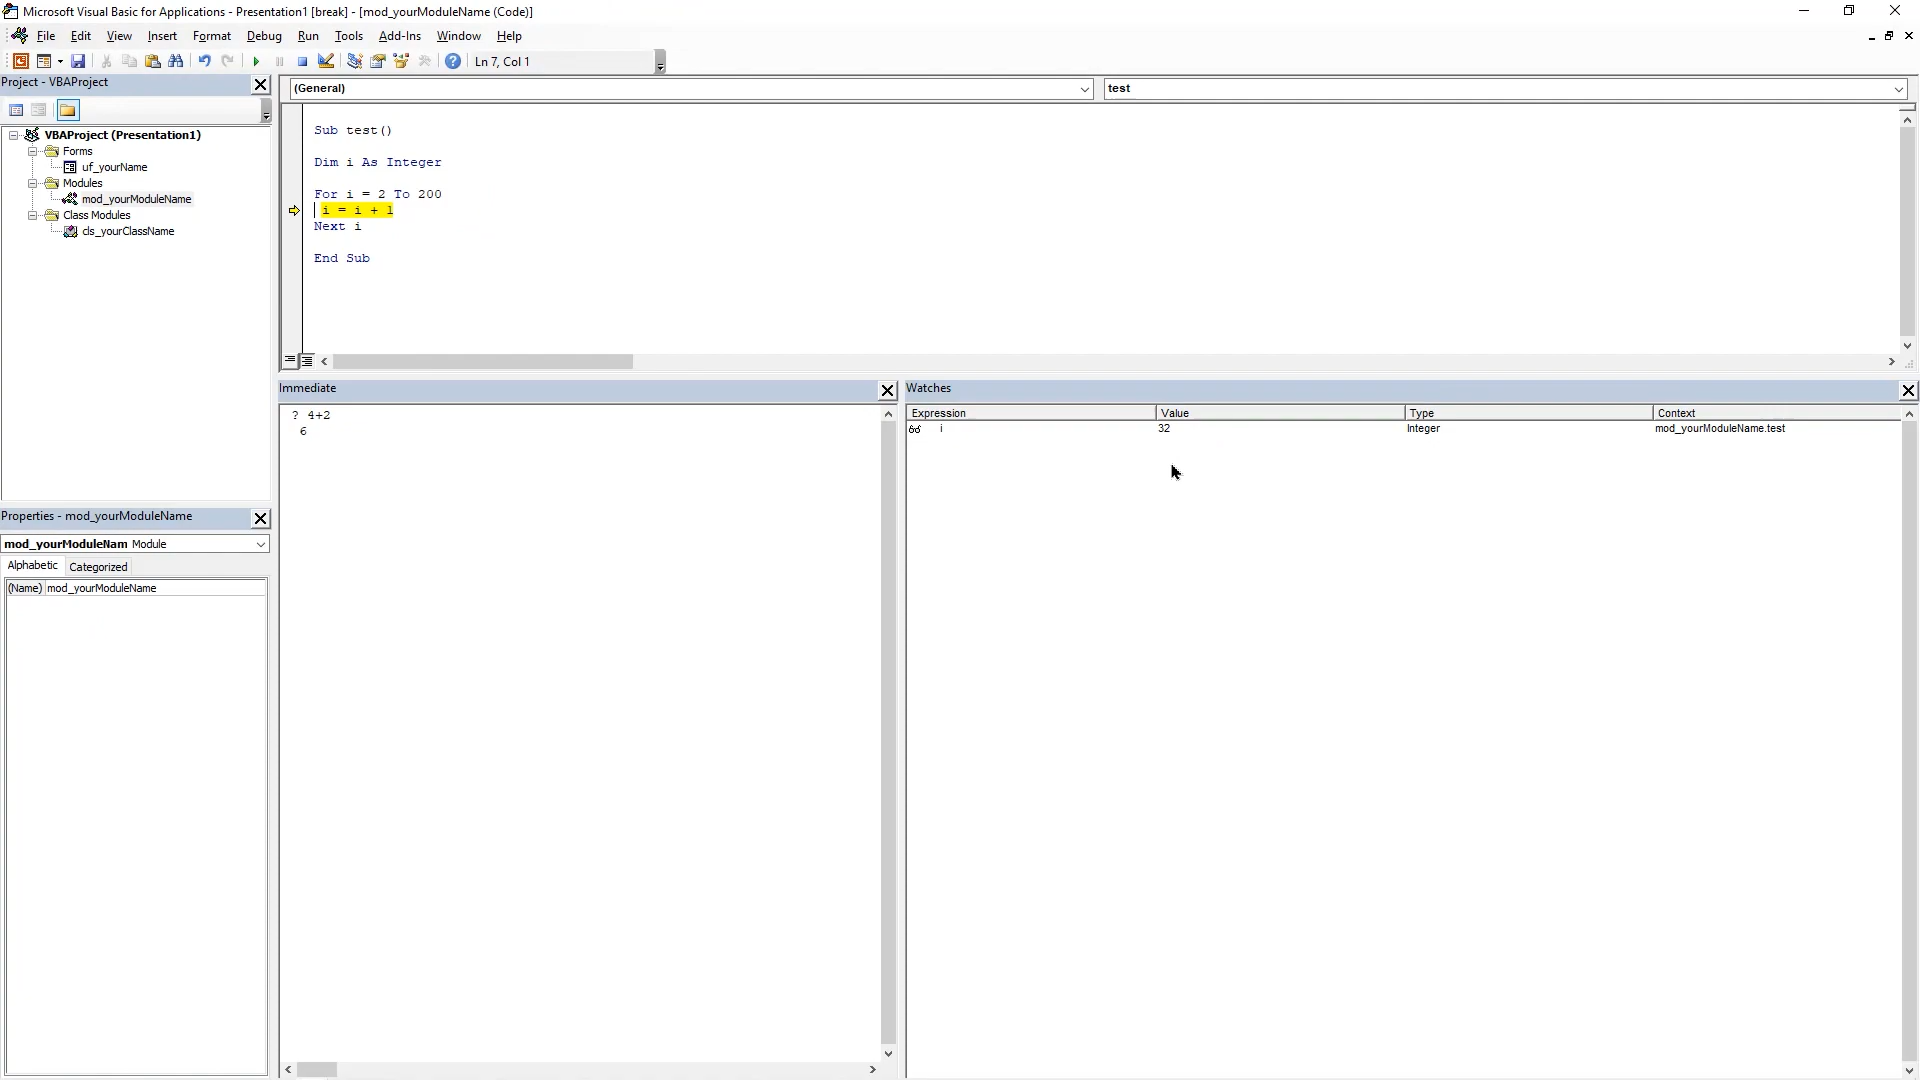 Microsoft Visual Basic for Applications - Presentation1 [break] - [mod_yourModuleName (Code)]
File Edit View Insert Format Debug Run Tools Add-Ins Window Help
Ln 7, Col 1
Project - VBAProject
VBAProject (Presentation1)
Forms
uf_yourName
Modules
mod_yourModuleName
Class Modules
cls_yourClassName
Properties - mod_yourModuleName
mod_yourModuleNam Module
Alphabetic Categorized
(Name) mod_yourModuleName
(General) test
Sub test()
Dim i As Integer
For i = 2 To 200
i = i + 1
Next i
End Sub
Immediate
? 4+2
6
Watches
Expression Value Type Context
i 32 Integer mod_yourModuleName.test